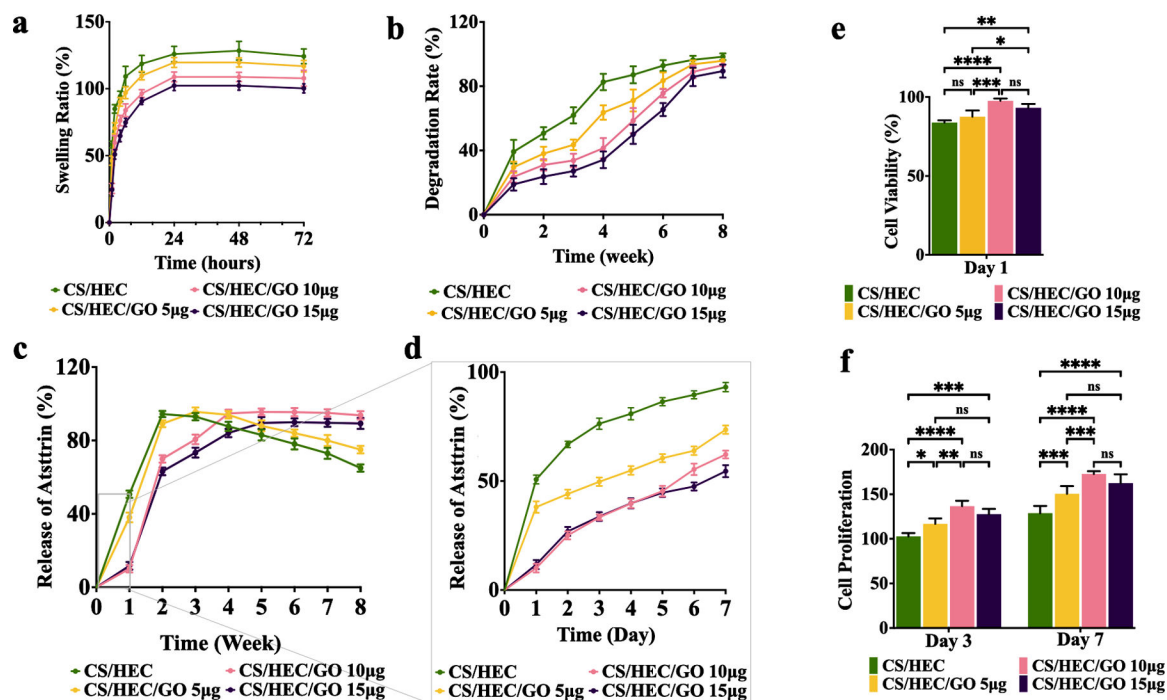 a
150
100
50
0
Swelling Ratio (%)
0 24 48 72
Time (hours)
CS/HEC CS/HEC/GO 10μg
CS/HEC/GO 5μg CS/HEC/GO 15μg
b
120
80
40
0
Degradation Rate (%)
0 2 4 6 8
Time (week)
CS/HEC CS/HEC/GO 10μg
CS/HEC/GO 5μg CS/HEC/GO 15μg
e
**
*
****
ns *** ns
100
0
Cell Viability (%)
Day 1
CS/HEC CS/HEC/GO 10μg
CS/HEC/GO 5μg CS/HEC/GO 15μg
c
120
80
40
0
Release of Atsttrin (%)
0 1 2 3 4 5 6 7 8
Time (Week)
CS/HEC CS/HEC/GO 10μg
CS/HEC/GO 5μg CS/HEC/GO 15μg
d
100
50
0
Release of Atsttrin (%)
0 1 2 3 4 5 6 7
Time (Day)
CS/HEC CS/HEC/GO 10μg
CS/HEC/GO 5μg CS/HEC/GO 15μg
f
****
*** ns
ns ****
**** ***
* ** ns *** ns
200
150
100
50
0
Cell Proliferation
Day 3 Day 7
CS/HEC CS/HEC/GO 10μg
CS/HEC/GO 5μg CS/HEC/GO 15μg